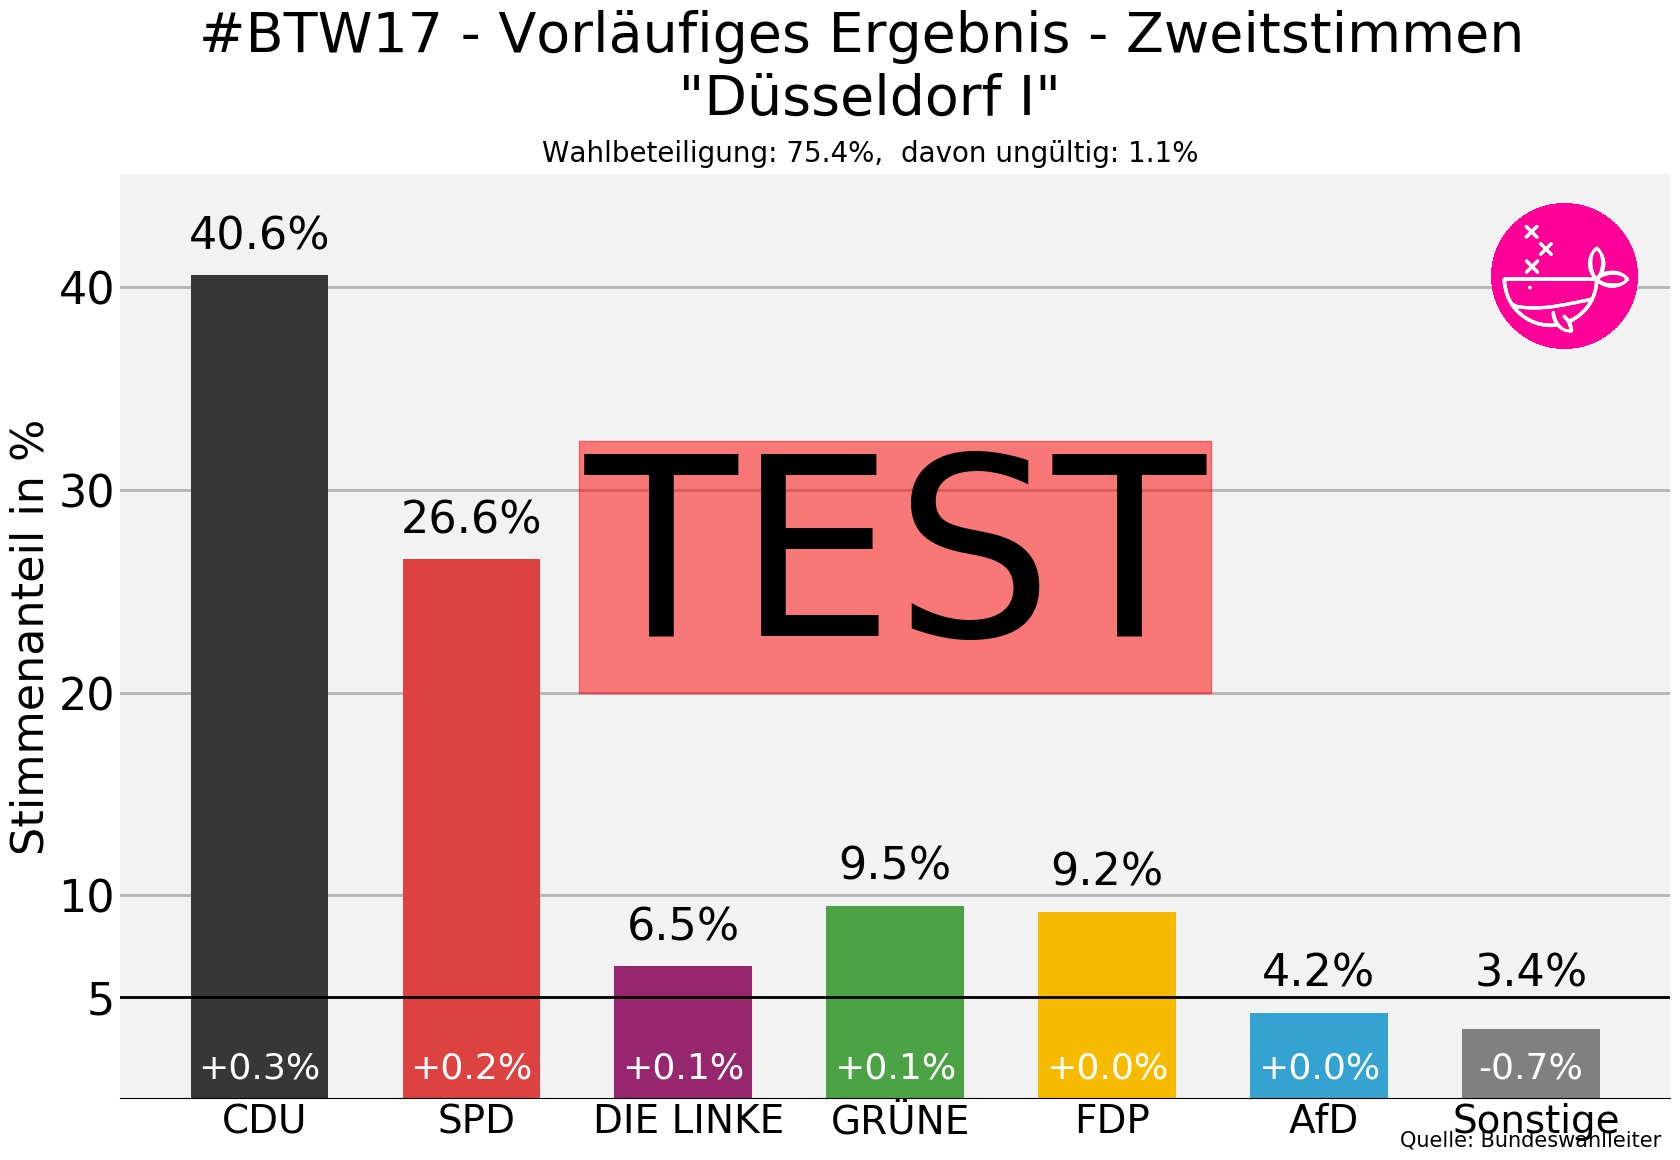 #BTW17 - Vorläufiges Ergebnis - Zweitstimmen
"Düsseldorf I"
Wahlbeteiligung: 75.4%,  davon ungültig: 1.1%
Stimmenanteil in %
40
30
20
10
5
40.6%
26.6%
6.5%
9.5%
9.2%
4.2%
3.4%
TEST
+0.3%
+0.2%
+0.1%
+0.1%
+0.0%
+0.0%
-0.7%
CDU
SPD
DIE LINKE
GRÜNE
FDP
AfD
Sonstige
Quelle: Bundeswahlleiter